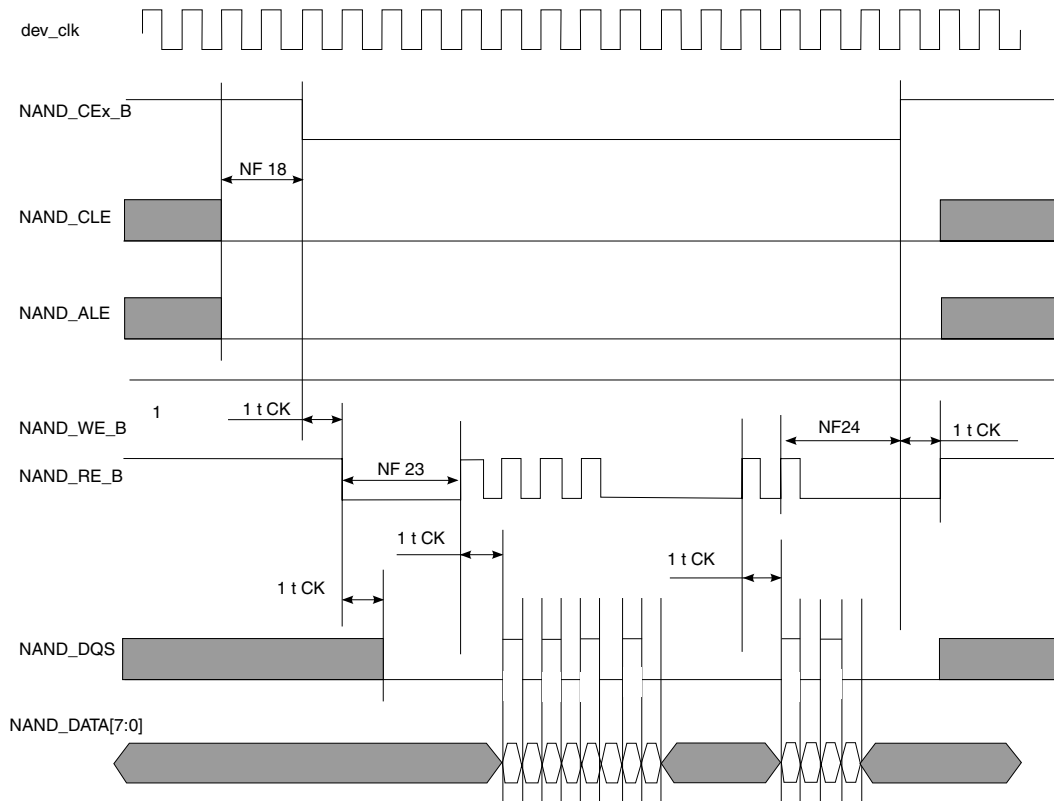 dev_clk
NAND_CEx_B
NF 18
NAND_CLE
NAND_ALE
1
1 t CK
NF24
1 t CK
NAND_WE_B
NF 23
NAND_RE_B
1 t CK
1 t CK
1 t CK
NAND_DQS
NAND_DATA[7:0]